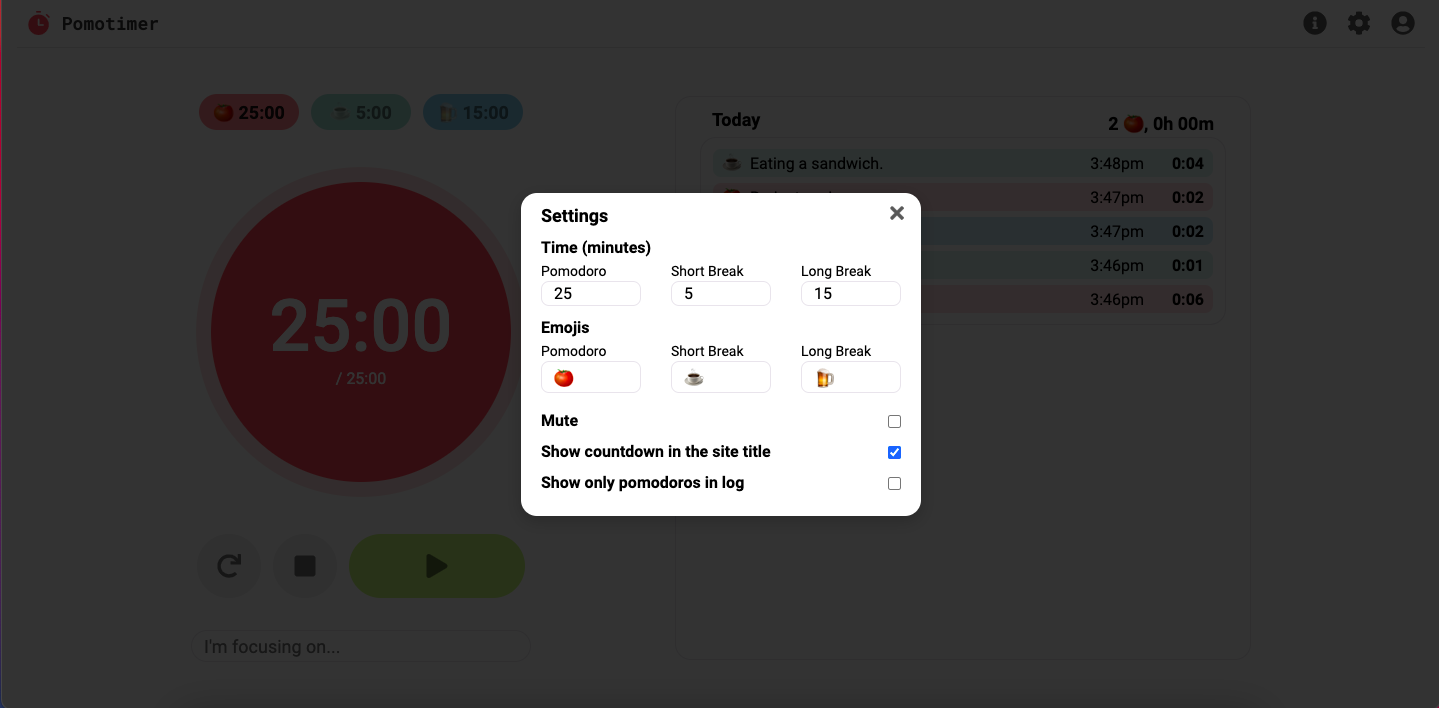 Pomotimer
🍅 25:00
☕ 5:00
🍺 15:00
25:00
/ 25:00
I'm focusing on...
Today
2 🍅, 0h 00m
☕ Eating a sandwich. 3:48pm 0:04
3:47pm 0:02
3:47pm 0:02
3:46pm 0:01
3:46pm 0:06
Settings
Time (minutes)
Pomodoro Short Break Long Break
25 5 15
Emojis
Pomodoro Short Break Long Break
🍅 ☕ 🍺
Mute
Show countdown in the site title
Show only pomodoros in log